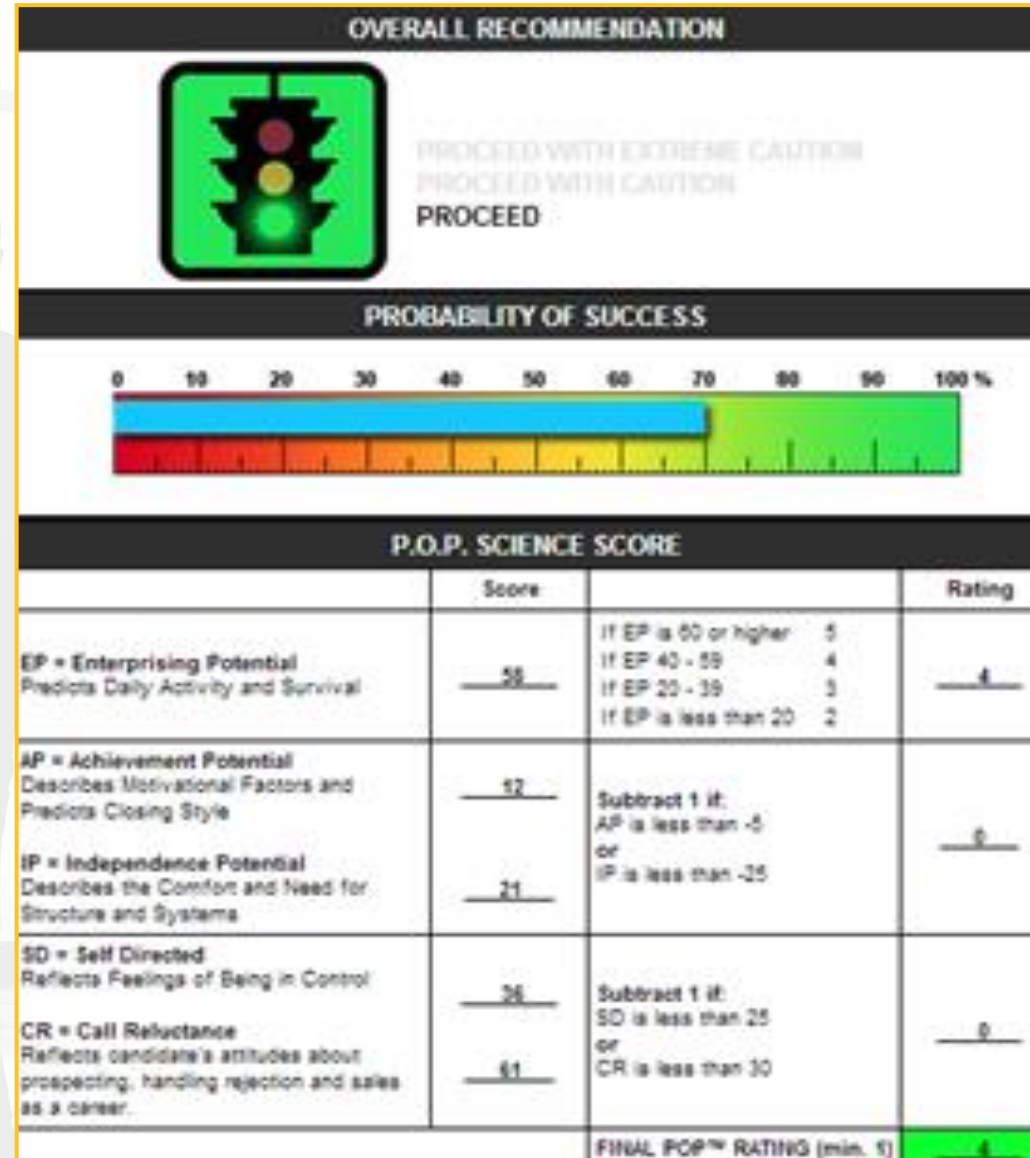 OVERALL RECOMMENDATION
PROCEED WITH EXTREME CAUTION
PROCEED WITH CAUTION
PROCEED
PROBABILITY OF SUCCESS
0 10 20 30 40 50 60 70 80 90 100 %
P.O.P. SCIENCE SCORE
Score Rating
EP = Enterprising Potential
Predicts Daily Activity and Survival
If EP is 60 or higher 5
If EP 40 - 59 4
If EP 20 - 39 3
If EP is less than 20 2
4
AP = Achievement Potential
Describes Motivational Factors and
Predicts Closing Style
12
IP = Independence Potential
Describes the Comfort and Need for
Structure and Systems
21
Subtract 1 if:
AP is less than -5
or
IP is less than -25
0
SD = Self Directed
Reflects Feelings of Being in Control
36
CR = Call Reluctance
Reflects candidate's attitudes about
prospecting, handling rejection and sales
as a career.
61
Subtract 1 if:
SD is less than 25
or
CR is less than 30
0
FINAL POP™ RATING (min. 1) 4